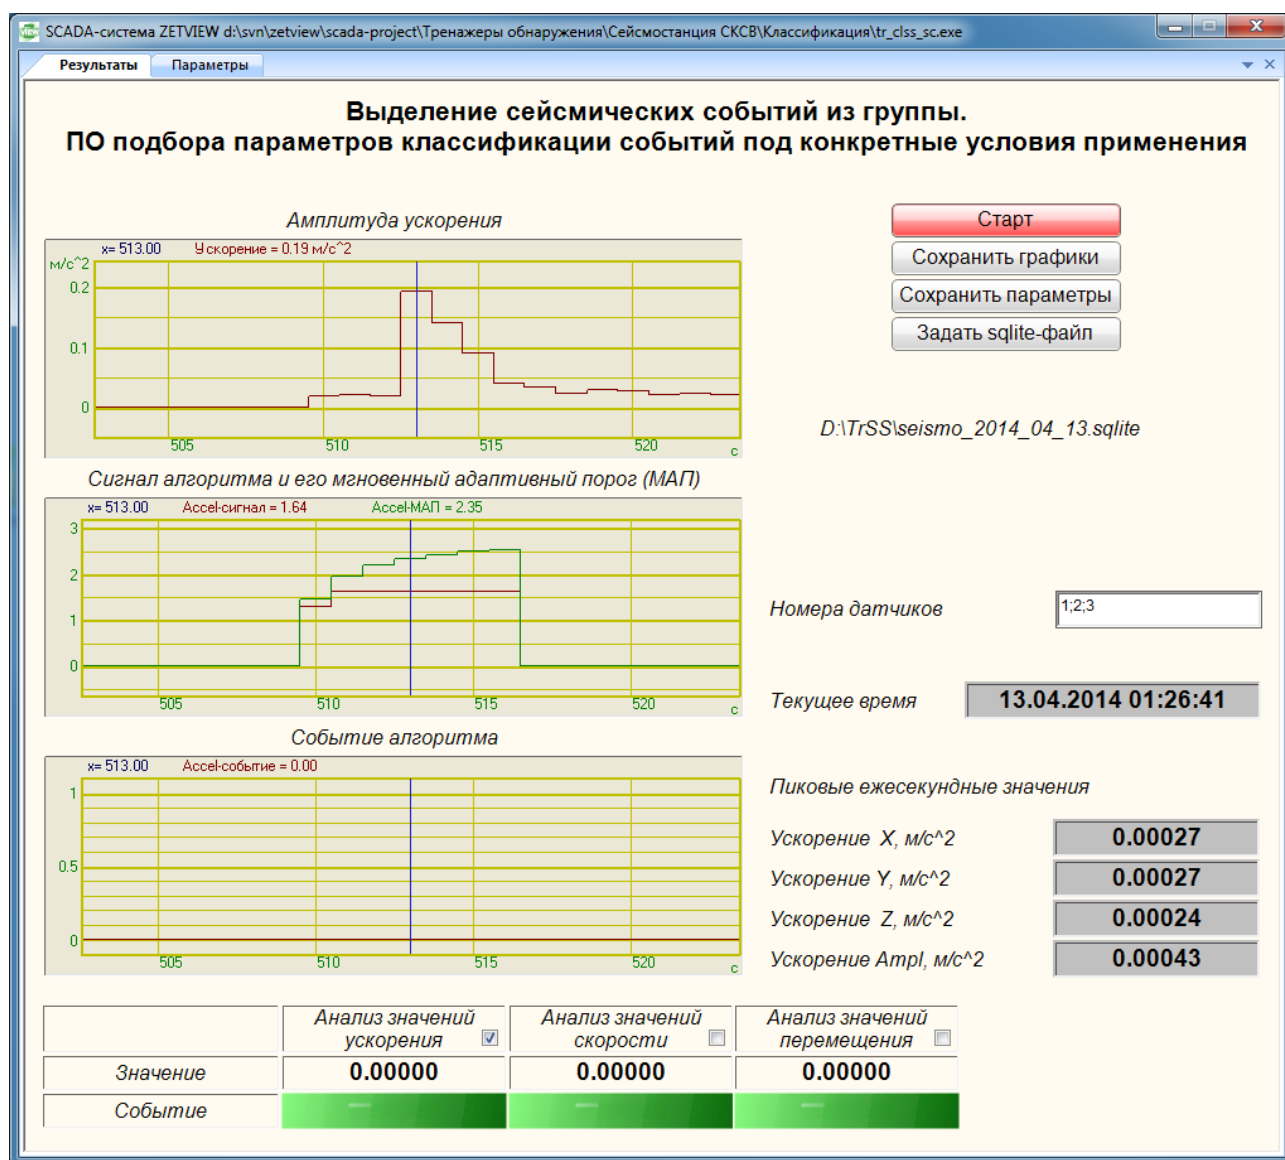 SCADA-система ZETVIEW d:\svn\zetview\scada-project\Тренажеры обнаружения\Сейсмостанция СКСВ\Классификация\tr_clss_sc.exe
Результаты Параметры
Выделение сейсмических событий из группы.
ПО подбора параметров классификации событий под конкретные условия применения
Амплитуда ускорения
x= 513.00 Ускорение = 0.19 м/с^2
м/с^2
0.2
0.1
0
505 510 515 520 с
Старт
Сохранить графики
Сохранить параметры
Задать sqlite-файл
D:\TrSS\seismo_2014_04_13.sqlite
Сигнал алгоритма и его мгновенный адаптивный порог (МАП)
x= 513.00 Accel-сигнал = 1.64 Accel-МАП = 2.35
3
2
1
0
505 510 515 520 с
Номера датчиков 1;2;3
Текущее время 13.04.2014 01:26:41
Событие алгоритма
x= 513.00 Accel-событие = 0.00
1
0.5
0
505 510 515 520 с
Пиковые ежесекундные значения
Ускорение X, м/с^2 0.00027
Ускорение Y, м/с^2 0.00027
Ускорение Z, м/с^2 0.00024
Ускорение Ampl, м/с^2 0.00043
Анализ значений ускорения Анализ значений скорости Анализ значений перемещения
Значение 0.00000 0.00000 0.00000
Событие